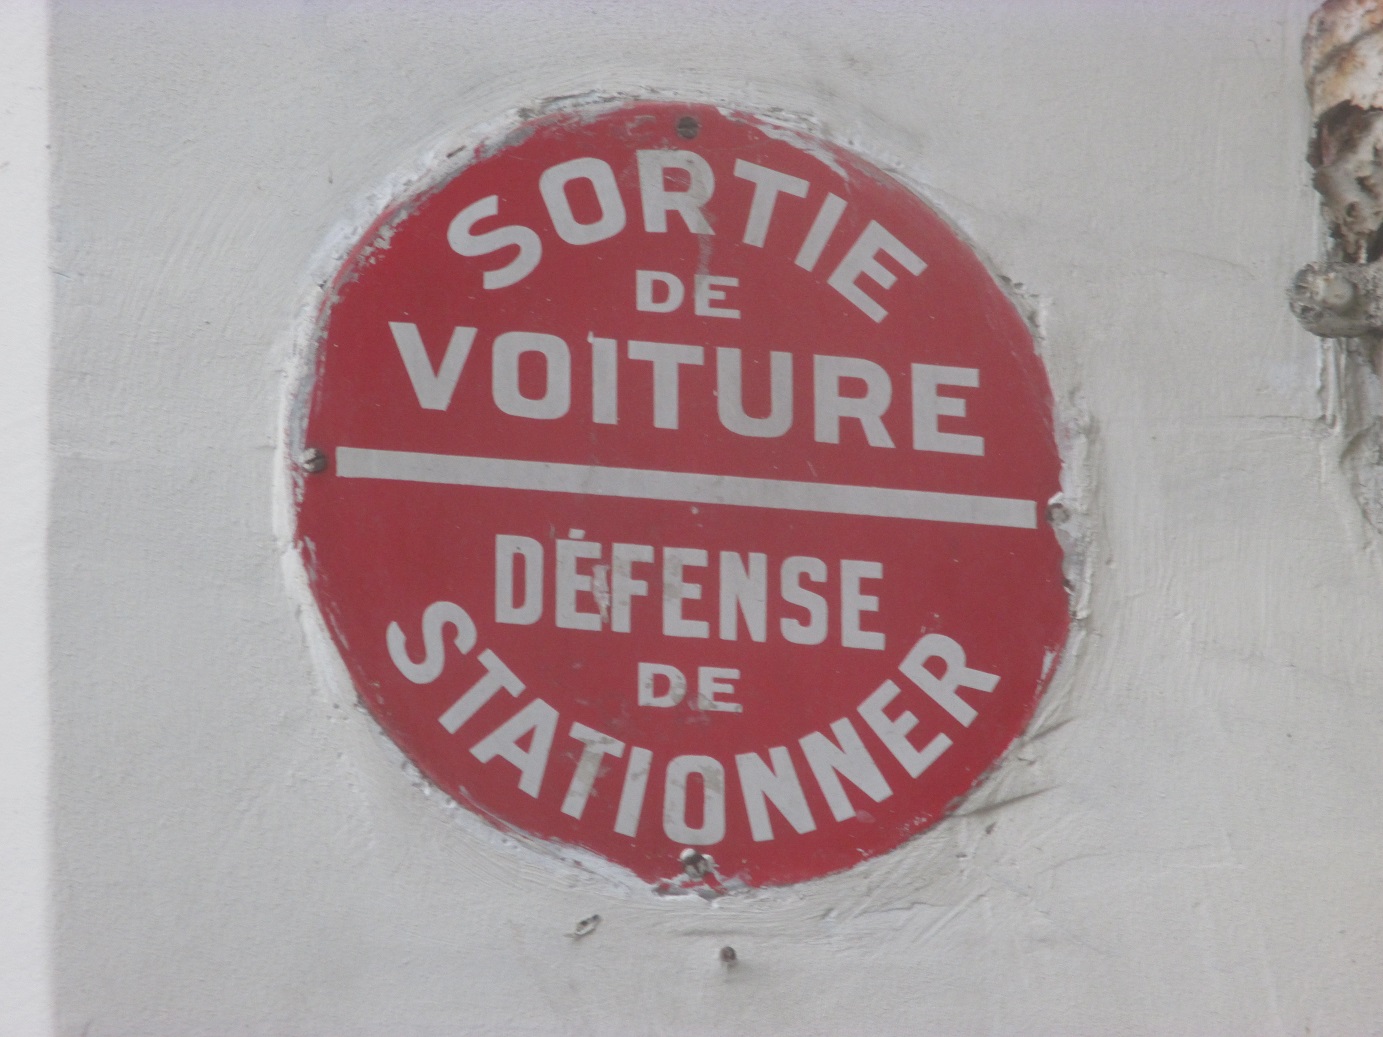 SORTIE
DE
VOITURE
DÉFENSE
DE
STATIONNER